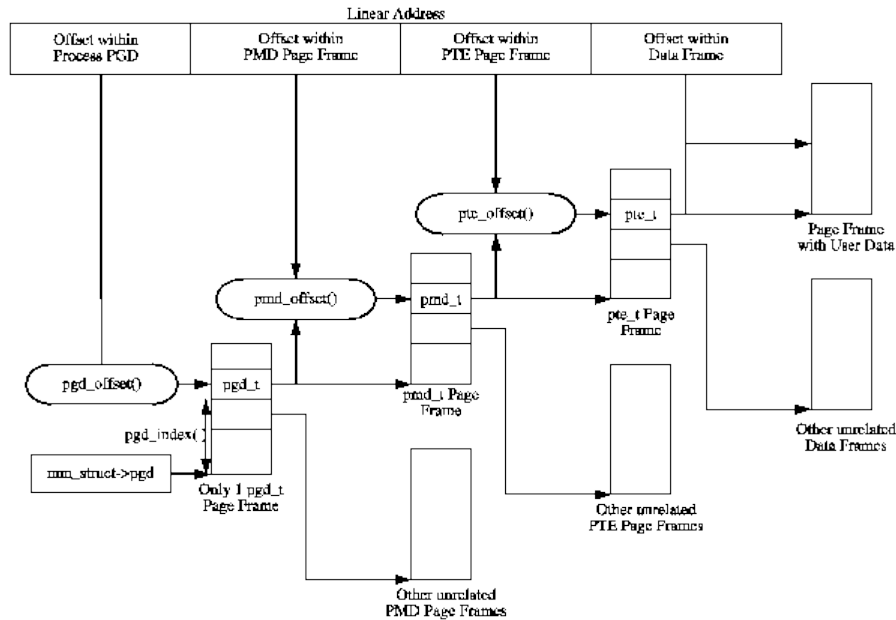 Linear Address
Offset within
Process PGD
Offset within
PMD Page Frame
Offset within
PTE Page Frame
Offset within
Data Frame
pte_offset()
pte_t
Page Frame
with User Data
pmd_offset()
pmd_t
pte_t Page
Frame
pgd_offset()
pgd_t
pmd_t Page
Frame
pgd_index()
Other unrelated
Data Frames
mm_struct->pgd
Only 1 pgd_t
Page Frame
Other unrelated
PTE Page Frames
Other unrelated
PMD Page Frames